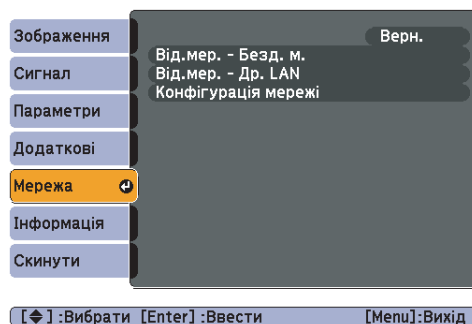 Зображення
Сигнал
Параметри
Додаткові
Мережа
Інформація
Скинути
Верн.
Від.мер. - Безд. м.
Від.мер. - Др. LAN
Конфігурація мережі
[ ] :Вибрати [Enter] :Ввести [Menu]:Вихід